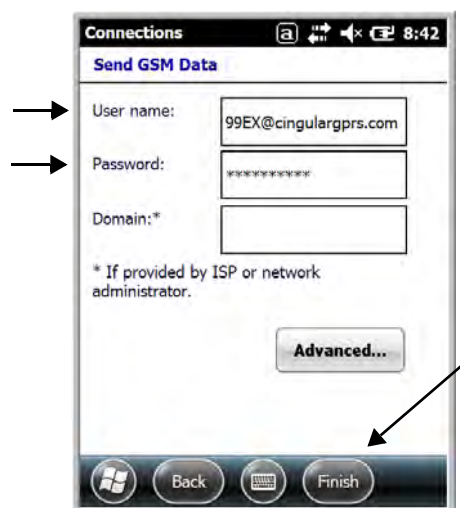 Connections a 8:42
Send GSM Data
User name:
99EX@cingulargprs.com
Password:
**********
Domain:*
* If provided by ISP or network
administrator.
Advanced...
Back Finish